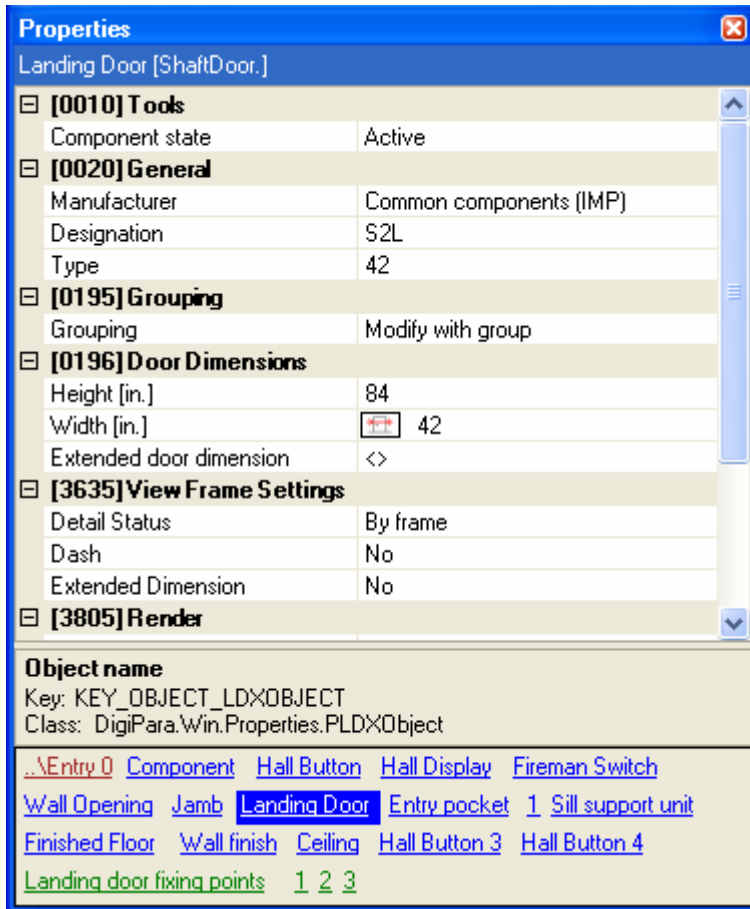 Properties
Landing Door [ShaftDoor.]
[0010] Tools
Component state Active
[0020] General
Manufacturer Common components (IMP)
Designation S2L
Type 42
[0195] Grouping
Grouping Modify with group
[0196] Door Dimensions
Height [in.] 84
Width [in.] 42
Extended door dimension <>
[3635] View Frame Settings
Detail Status By frame
Dash No
Extended Dimension No
[3805] Render
Object name
Key: KEY_OBJECT_LDXOBJECT
Class: DigiPara.Win.Properties.PLDXObject
..\Entry 0 Component Hall Button Hall Display Fireman Switch
Wall Opening Jamb Landing Door Entry pocket 1 Sill support unit
Finished Floor Wall finish Ceiling Hall Button 3 Hall Button 4
Landing door fixing points 1 2 3